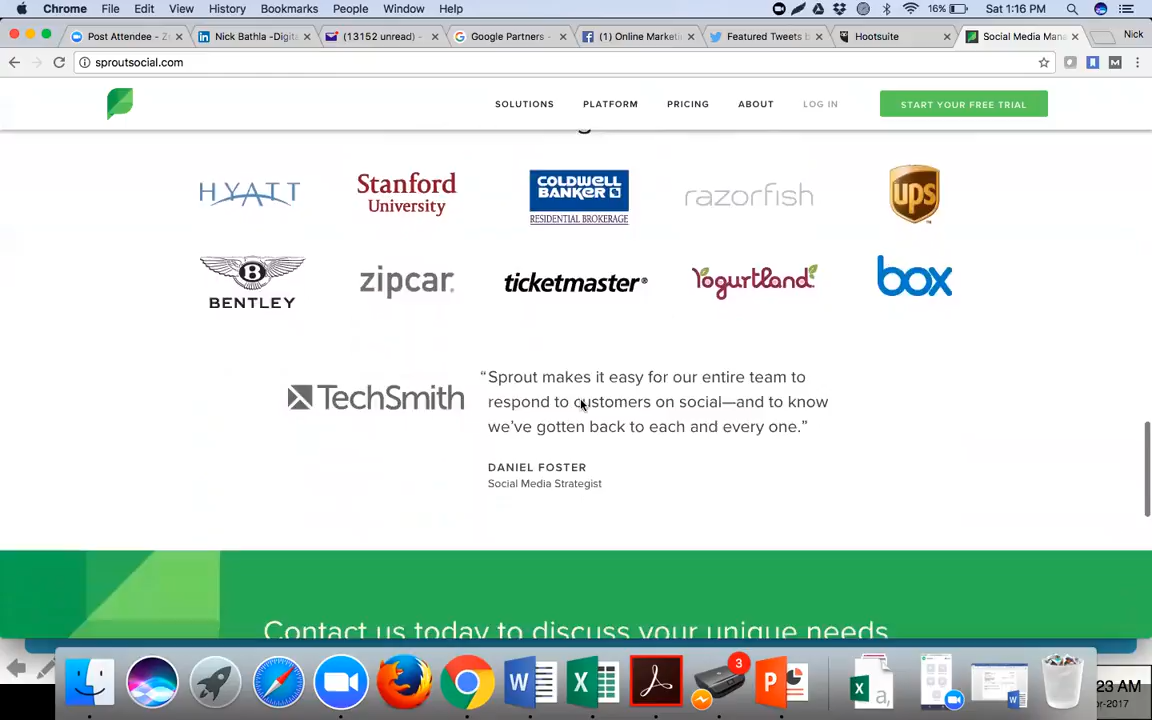 Chrome File Edit View History Bookmarks People Window Help 16% Sat 1:16 PM
Post Attendee - Z Nick Bathla -Digita (13152 unread) - Google Partners - (1) Online Marketi Featured Tweets b Hootsuite Social Media Mana Nick
sproutsocial.com
SOLUTIONS PLATFORM PRICING ABOUT LOG IN START YOUR FREE TRIAL
HYATT Stanford University COLDWELL BANKER RESIDENTIAL BROKERAGE razorfish ups
B BENTLEY zipcar. ticketmaster® Yogurtland box
TechSmith
“Sprout makes it easy for our entire team to
respond to customers on social—and to know
we’ve gotten back to each and every one.”
DANIEL FOSTER
Social Media Strategist
Contact us today to discuss your unique needs
3
W X P X a, W
23 AM
r-2017